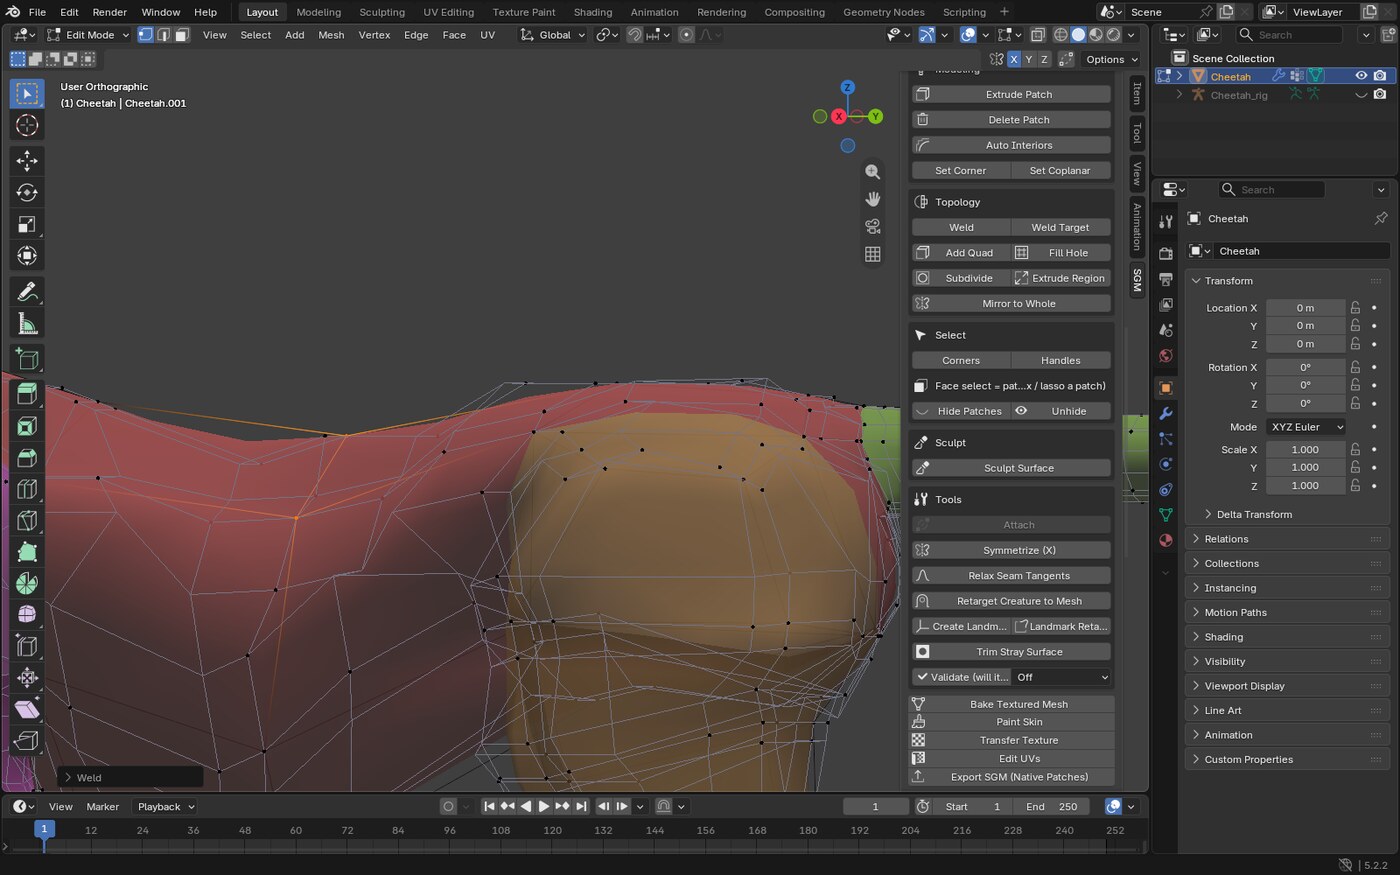 File Edit Render Window Help Layout Modeling Sculpting UV Editing Texture Paint Shading Animation Rendering Compositing Geometry Nodes Scripting + Scene ViewLayer
Edit Mode View Select Add Mesh Vertex Edge Face UV Global
X Y Z Options
User Orthographic
(1) Cheetah | Cheetah.001
Z
X Y
Modeling
Extrude Patch
Delete Patch
Auto Interiors
Set Corner Set Coplanar
Topology
Weld Weld Target
Add Quad Fill Hole
Subdivide Extrude Region
Mirror to Whole
Select
Corners Handles
Face select = pat...x / lasso a patch)
Hide Patches Unhide
Sculpt
Sculpt Surface
Tools
Attach
Symmetrize (X)
Relax Seam Tangents
Retarget Creature to Mesh
Create Landm... Landmark Reta...
Trim Stray Surface
Validate (will it... Off
Bake Textured Mesh
Paint Skin
Transfer Texture
Edit UVs
Export SGM (Native Patches)
Item
Tool
View
Animation
SGM
Weld
Search
Scene Collection
Cheetah
Cheetah_rig
Search
Cheetah
Cheetah
Transform
Location X 0 m
Y 0 m
Z 0 m
Rotation X 0°
Y 0°
Z 0°
Mode XYZ Euler
Scale X 1.000
Y 1.000
Z 1.000
Delta Transform
Relations
Collections
Instancing
Motion Paths
Shading
Visibility
Viewport Display
Line Art
Animation
Custom Properties
View Marker Playback 1 Start 1 End 250
1 12 24 36 48 60 72 84 96 108 120 132 144 156 168 180 192 204 216 228 240 252
5.2.2